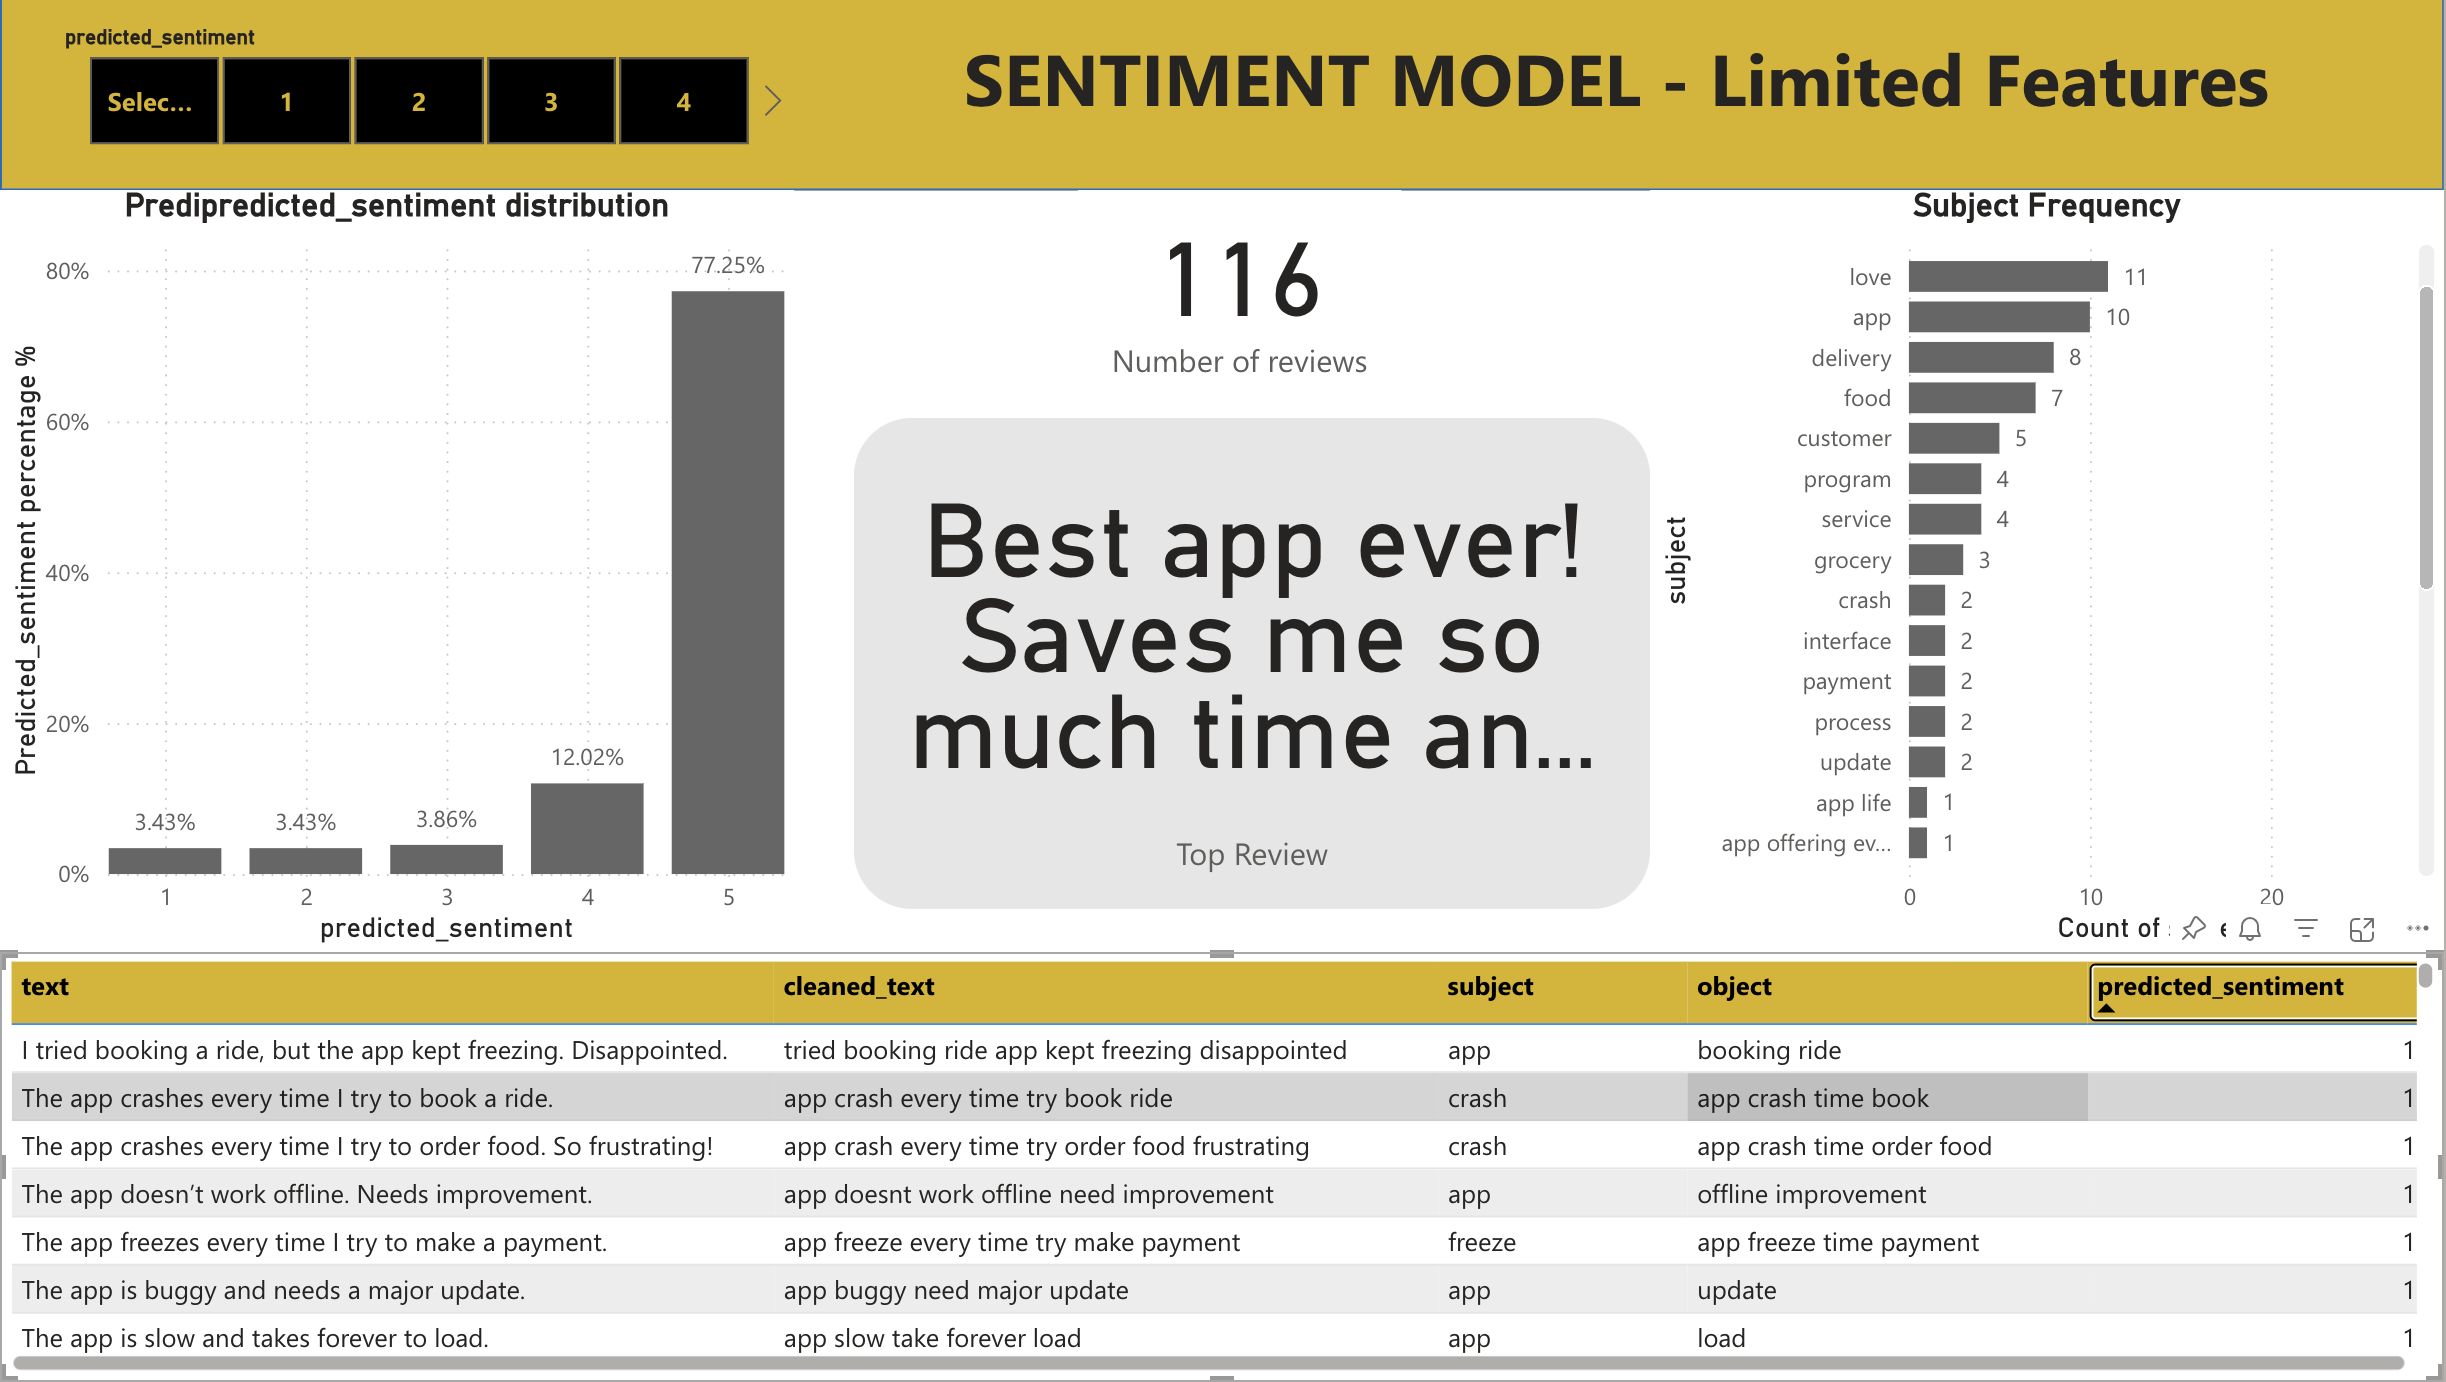 predicted_sentiment
Selec...
1
2
3
4
SENTIMENT MODEL - Limited Features
Predipredicted_sentiment distribution
Predicted_sentiment percentage %
80%
60%
40%
20%
0%
3.43%
3.43%
3.86%
12.02%
77.25%
1
2
3
4
5
predicted_sentiment
116
Number of reviews
Best app ever!
Saves me so
much time an...
Top Review
Subject Frequency
subject
love 11
app 10
delivery 8
food 7
customer 5
program 4
service 4
grocery 3
crash 2
interface 2
payment 2
process 2
update 2
app life 1
app offering ev... 1
0 10 20
Count of
text cleaned_text subject object predicted_sentiment
I tried booking a ride, but the app kept freezing. Disappointed. tried booking ride app kept freezing disappointed app booking ride 1
The app crashes every time I try to book a ride. app crash every time try book ride crash app crash time book 1
The app crashes every time I try to order food. So frustrating! app crash every time try order food frustrating crash app crash time order food 1
The app doesn’t work offline. Needs improvement. app doesnt work offline need improvement app offline improvement 1
The app freezes every time I try to make a payment. app freeze every time try make payment freeze app freeze time payment 1
The app is buggy and needs a major update. app buggy need major update app update 1
The app is slow and takes forever to load. app slow take forever load app load 1